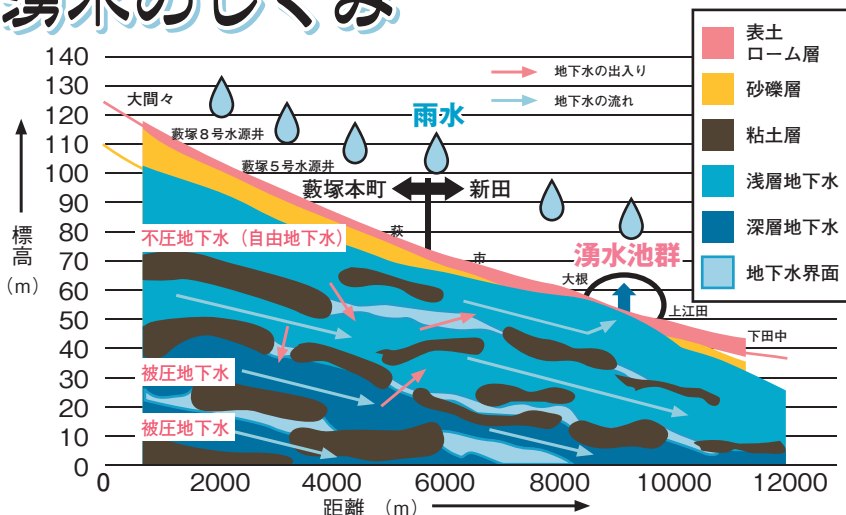 湧水のしくみ
140
130
120
110
100
90
80
70
60
50
40
30
20
10
0
標高
(m)
0
2000
4000
6000
8000
10000
12000
距離 (m)
地下水の出入り
地下水の流れ
大間々
藪塚8号水源井
藪塚5号水源井
雨水
藪塚本町
新田
萩
市
湧水池群
大根
上江田
下田中
不圧地下水(自由地下水)
被圧地下水
被圧地下水
表土
ローム層
砂礫層
粘土層
浅層地下水
深層地下水
地下水界面